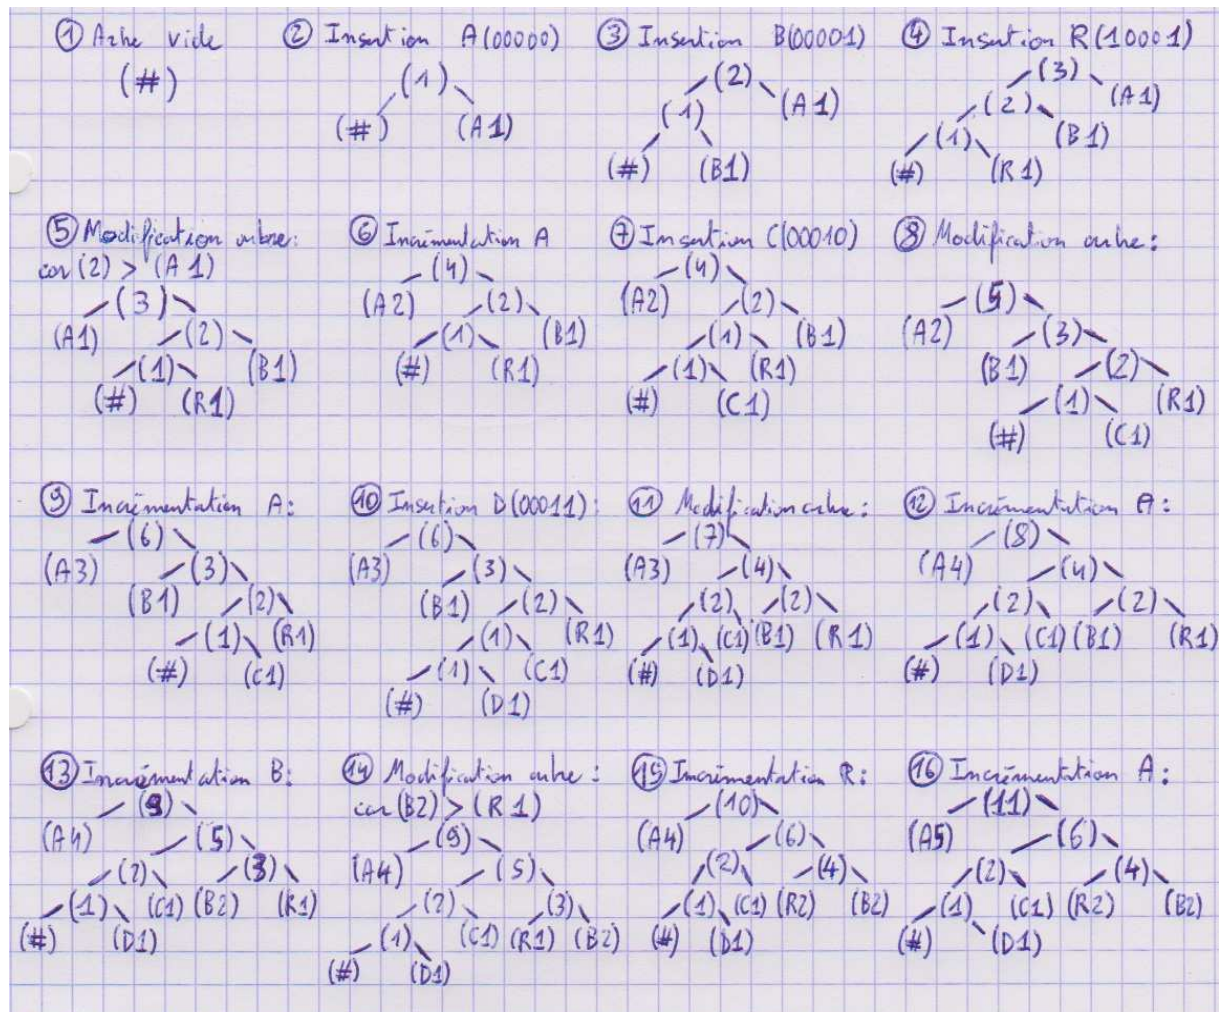 ① Arbre vide
(#)
② Insertion A(00000)
(1)
(#) (A1)
③ Insertion B(00001)
(2)
(1) (A1)
(#) (B1)
④ Insertion R(10001)
(3)
(2) (A1)
(1) (B1)
(#) (R1)
⑤ Modification arbre:
car (2) > (A1)
(3)
(A1) (2)
(1) (B1)
(#) (R1)
⑥ Incrémentation A
(4)
(A2) (2)
(1) (B1)
(#) (R1)
⑦ Insertion C(00010)
(4)
(A2) (2)
(1) (B1)
(1) (R1)
(#) (C1)
⑧ Modification arbre:
(5)
(A2) (3)
(B1) (2)
(1) (R1)
(#) (C1)
⑨ Incrémentation A:
(6)
(A3) (3)
(B1) (2)
(1) (R1)
(#) (C1)
⑩ Insertion D(00011):
(6)
(A3) (3)
(B1) (2)
(1) (R1)
(1) (C1)
(#) (D1)
⑪ Modification arbre:
(7)
(A3) (4)
(2) (2)
(1) (C1) (B1) (R1)
(#) (D1)
⑫ Incrémentation A:
(8)
(A4) (4)
(2) (2)
(1) (C1) (B1) (R1)
(#) (D1)
⑬ Incrémentation B:
(9)
(A4) (5)
(2) (3)
(1) (C1) (B2) (R1)
(#) (D1)
⑭ Modification arbre:
car (B2) > (R1)
(9)
(A4) (5)
(2) (3)
(1) (C1) (R1) (B2)
(#) (D1)
⑮ Incrémentation R:
(10)
(A4) (6)
(2) (4)
(1) (C1) (R2) (B2)
(#) (D1)
⑯ Incrémentation A:
(11)
(A5) (6)
(2) (4)
(1) (C1) (R2) (B2)
(#) (D1)